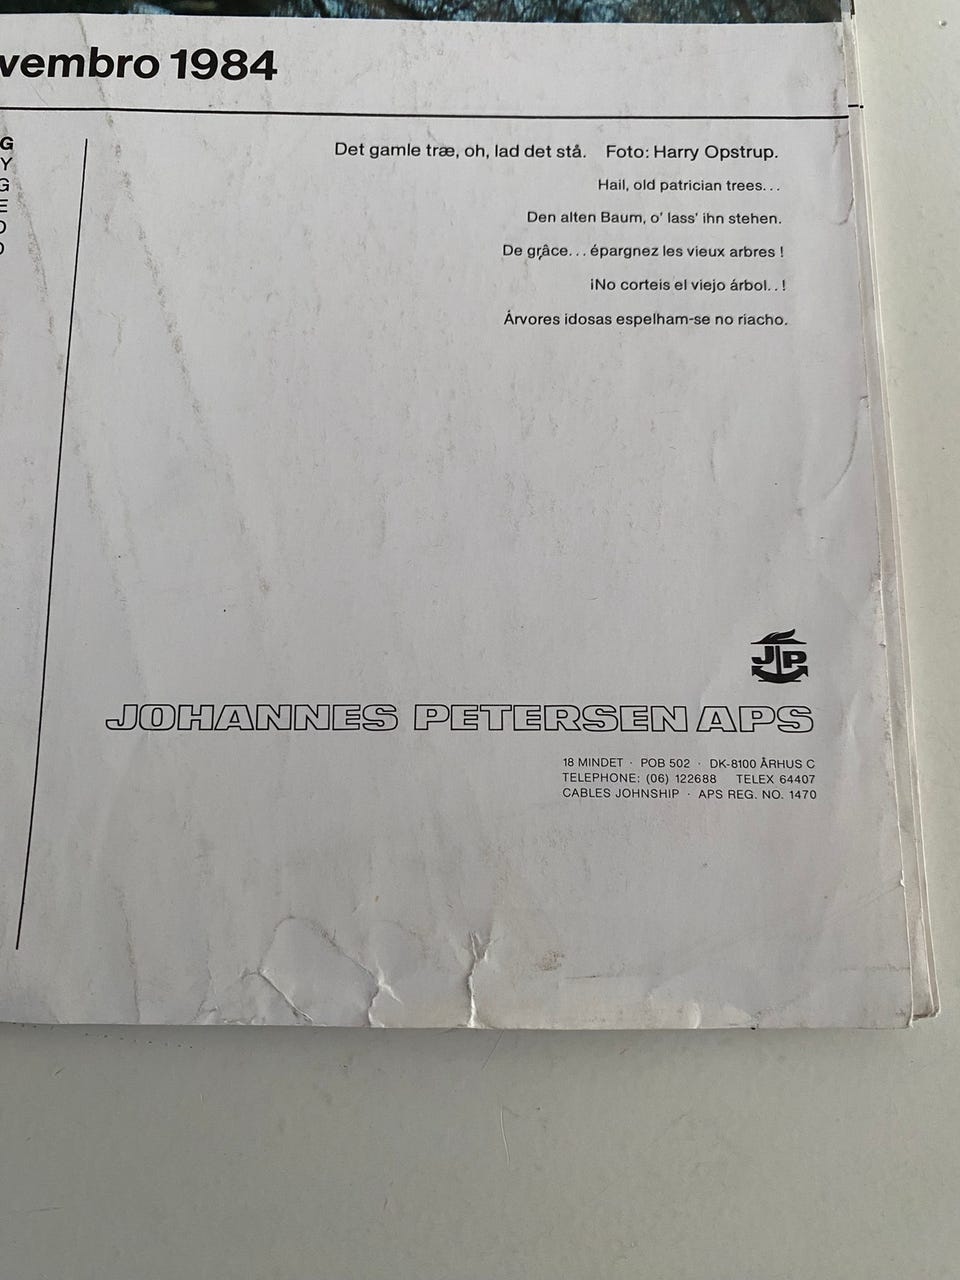 vembro 1984
G
Y
G
E
D
D
Det gamle træ, oh, lad det stå. Foto: Harry Opstrup.
Hail, old patrician trees...
Den alten Baum, o' lass' ihn stehen.
De grâce... épargnez les vieux arbres !
¡No corteis el viejo árbol..!
Árvores idosas espelham-se no riacho.
JP
JOHANNES PETERSEN APS
18 MINDET · POB 502 · DK-8100 ÅRHUS C
TELEPHONE: (06) 122688 TELEX 64407
CABLES JOHNSHIP · APS REG. NO. 1470